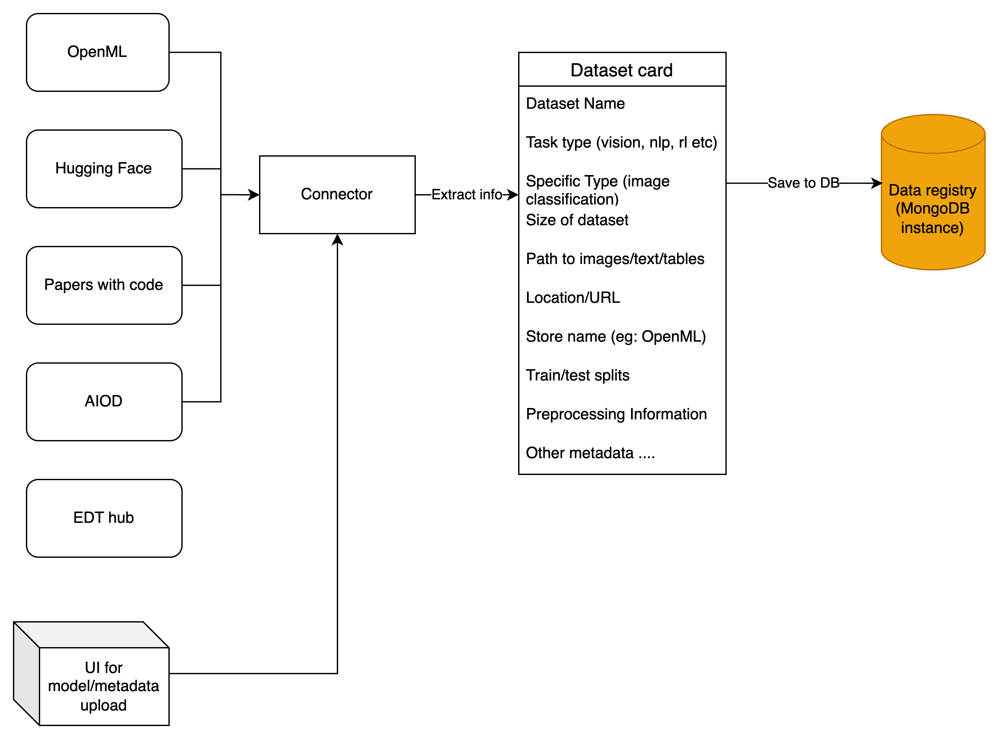 OpenML
Hugging Face
Papers with code
AIOD
EDT hub
UI for
model/metadata
upload
Connector
Extract info
Dataset card
Dataset Name
Task type (vision, nlp, rl etc)
Specific Type (image
classification)
Size of dataset
Path to images/text/tables
Location/URL
Store name (eg: OpenML)
Train/test splits
Preprocessing Information
Other metadata ....
Save to DB
Data registry
(MongoDB
instance)